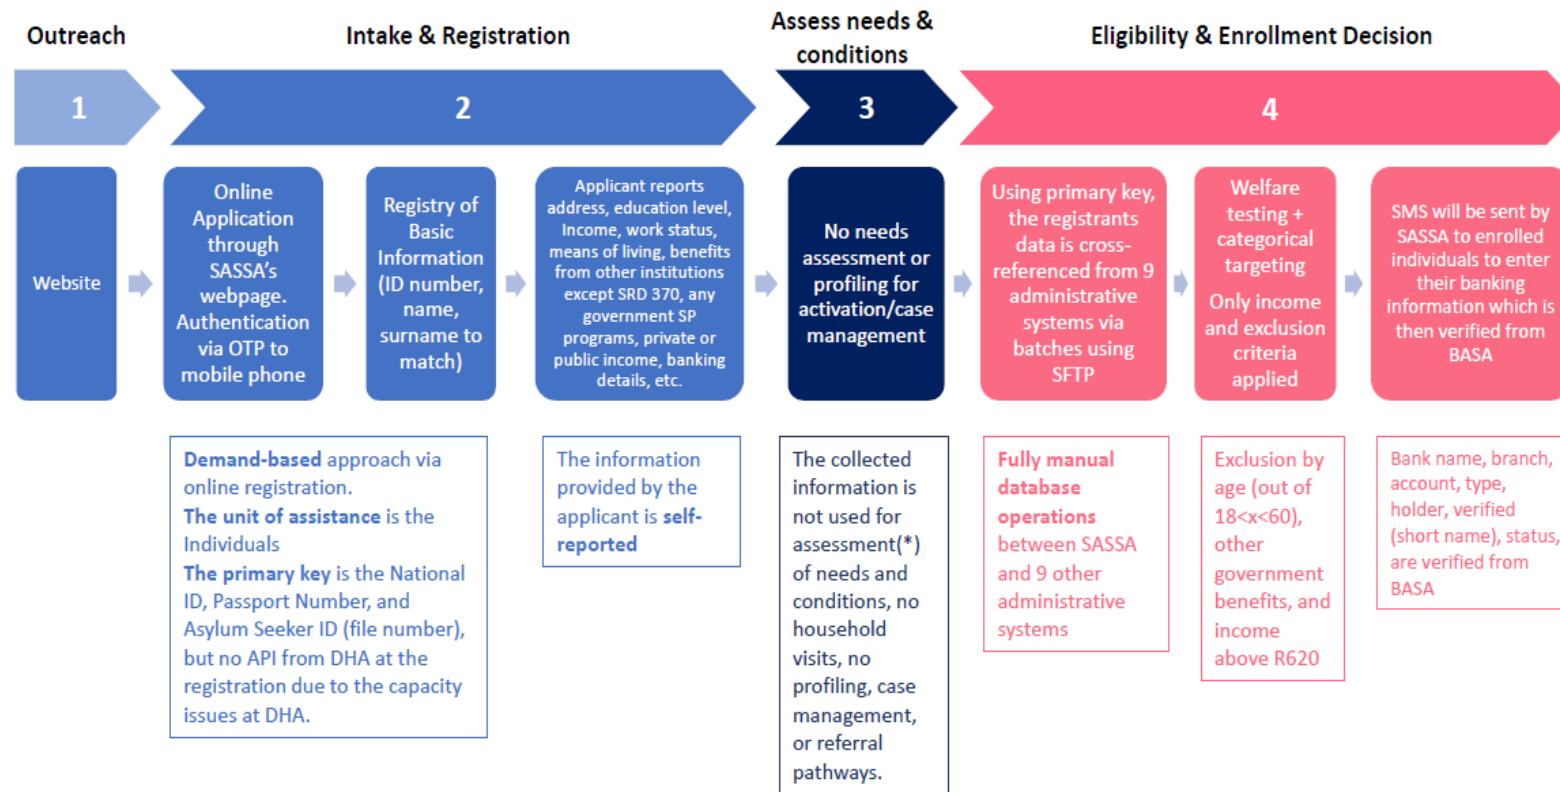 Outreach
Intake & Registration
Assess needs &
conditions
Eligibility & Enrollment Decision
1
2
3
4
Website
Online
Application
through
SASSA's
webpage.
Authentication
via OTP to
mobile phone
Registry of
Basic
Information
(ID number,
name,
surname to
match)
Applicant reports
address, education level,
Income, work status,
means of living, benefits
from other institutions
except SRD 370, any
government SP
programs, private or
public income, banking
details, etc.
No needs
assessment or
profiling for
activation/case
management
Using primary key,
the registrants
data is cross-
referenced from 9
administrative
systems via
batches using
SFTP
Welfare
testing +
categorical
targeting
Only income
and exclusion
criteria
applied
SMS will be sent by
SASSA to enrolled
individuals to enter
their banking
information which is
then verified from
BASA
Demand-based approach via
online registration.
The unit of assistance is the
Individuals
The primary key is the National
ID, Passport Number, and
Asylum Seeker ID (file number),
but no API from DHA at the
registration due to the capacity
issues at DHA.
The information
provided by the
applicant is self-
reported
The collected
information is
not used for
assessment(*)
of needs and
conditions, no
household
visits, no
profiling, case
management,
or referral
pathways.
Fully manual
database
operations
between SASSA
and 9 other
administrative
systems
Exclusion by
age (out of
18<x<60),
other
government
benefits, and
income
above R620
Bank name, branch,
account, type,
holder, verified
(short name), status,
are verified from
BASA